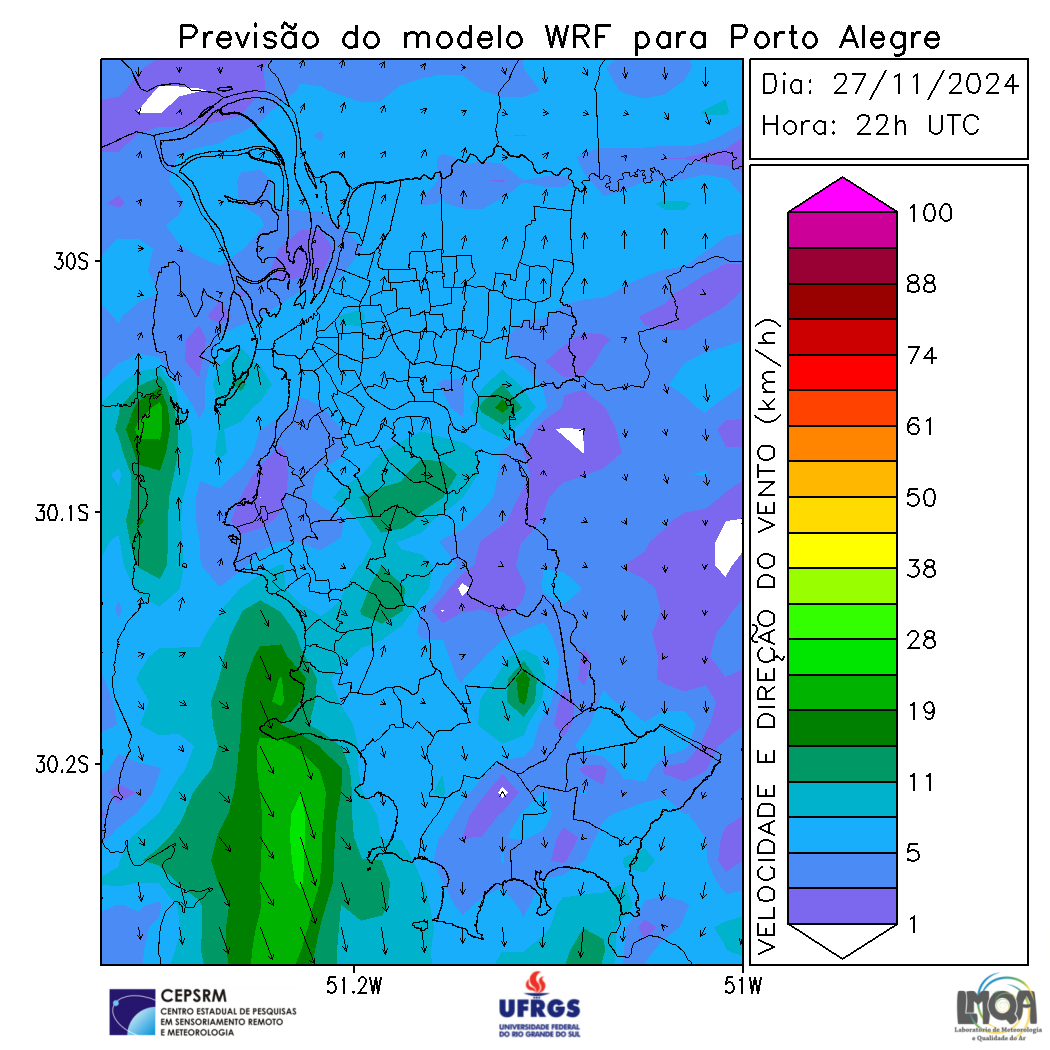 Previsão do modelo WRF para Porto Alegre
Dia: 27/11/2024
Hora: 22h UTC
30S
30.1S
30.2S
51.2W
51W
VELOCIDADE E DIREÇÃO DO VENTO (km/h)
100
88
74
61
50
38
28
19
11
5
1
CEPSRM
CENTRO ESTADUAL DE PESQUISAS
EM SENSORIAMENTO REMOTO
E METEOROLOGIA
UFRGS
UNIVERSIDADE FEDERAL
DO RIO GRANDE DO SUL
LMQA
Laboratório de Meteorologia
e Qualidade do Ar